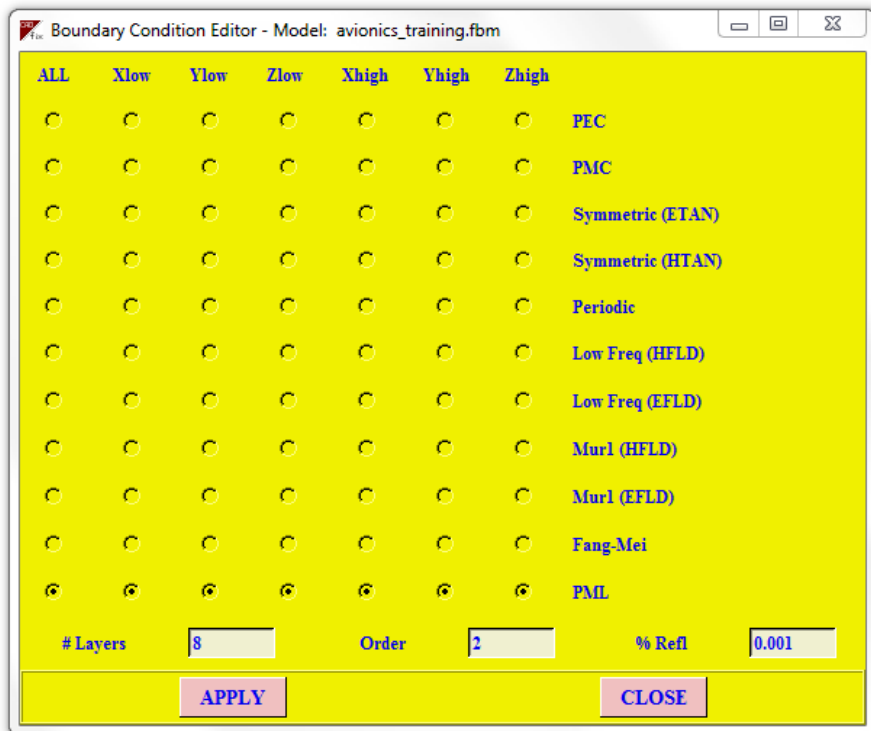 Boundary Condition Editor - Model: avionics_training.fbm
ALL Xlow Ylow Zlow Xhigh Yhigh Zhigh
PEC
PMC
Symmetric (ETAN)
Symmetric (HTAN)
Periodic
Low Freq (HFLD)
Low Freq (EFLD)
Mur1 (HFLD)
Mur1 (EFLD)
Fang-Mei
PML
# Layers 8 Order 2 % Refl 0.001
APPLY CLOSE